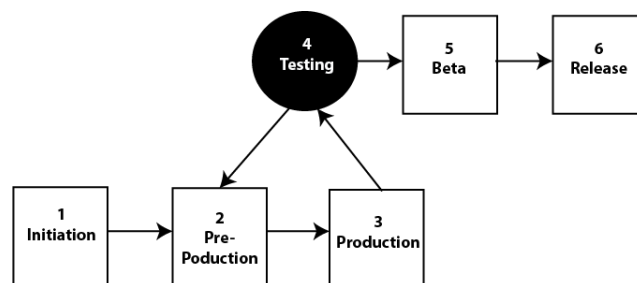 4
Testing
5
Beta
6
Release
1
Initiation
2
Pre-
Poduction
3
Production